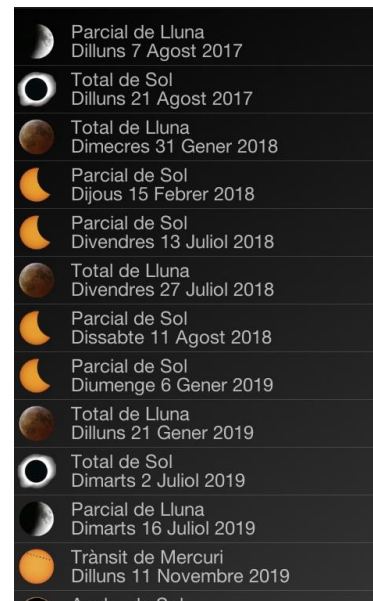 Parcial de Lluna
Dilluns 7 Agost 2017
Total de Sol
Dilluns 21 Agost 2017
Total de Lluna
Dimecres 31 Gener 2018
Parcial de Sol
Dijous 15 Febrer 2018
Parcial de Sol
Divendres 13 Juliol 2018
Total de Lluna
Divendres 27 Juliol 2018
Parcial de Sol
Dissabte 11 Agost 2018
Parcial de Sol
Diumenge 6 Gener 2019
Total de Lluna
Dilluns 21 Gener 2019
Total de Sol
Dimarts 2 Juliol 2019
Parcial de Lluna
Dimarts 16 Juliol 2019
Trànsit de Mercuri
Dilluns 11 Novembre 2019